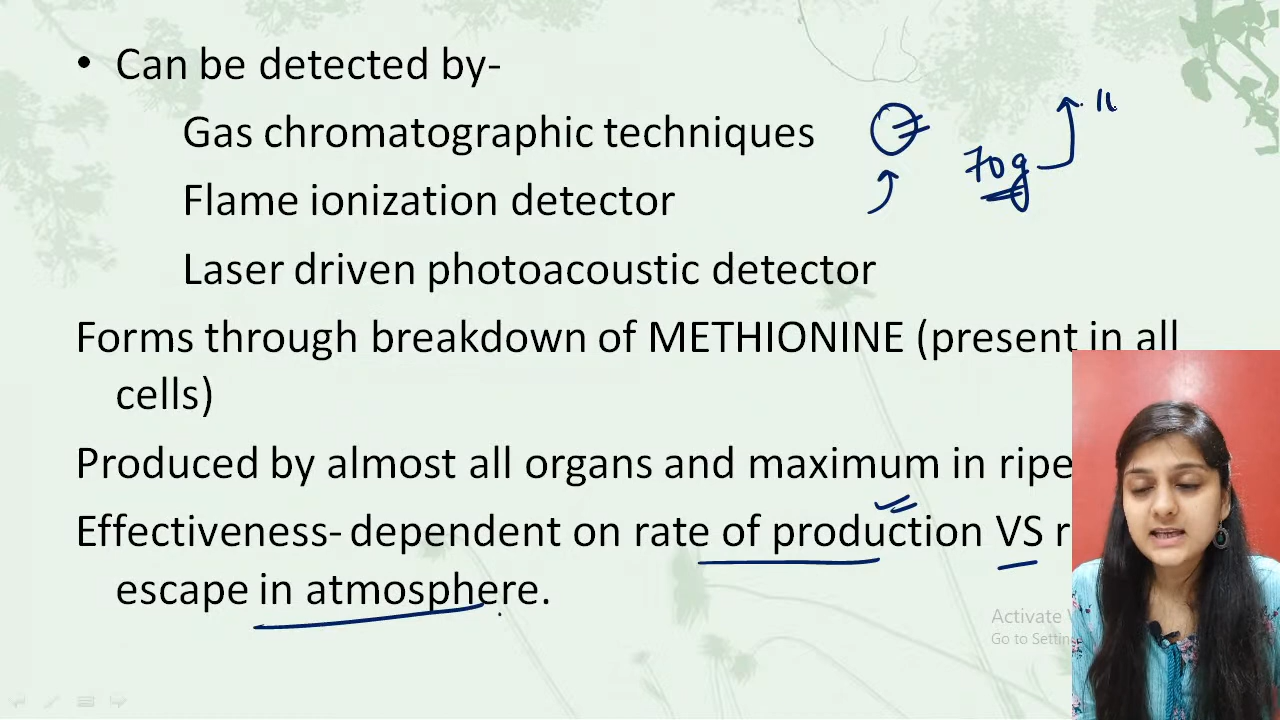 • Can be detected by-
Gas chromatographic techniques
Flame ionization detector
70g
Laser driven photoacoustic detector
Forms through breakdown of METHIONINE (present in all
cells)
Produced by almost all organs and maximum in ripe
Effectiveness- dependent on rate of production VS
escape in atmosphere.
Activate
Go to